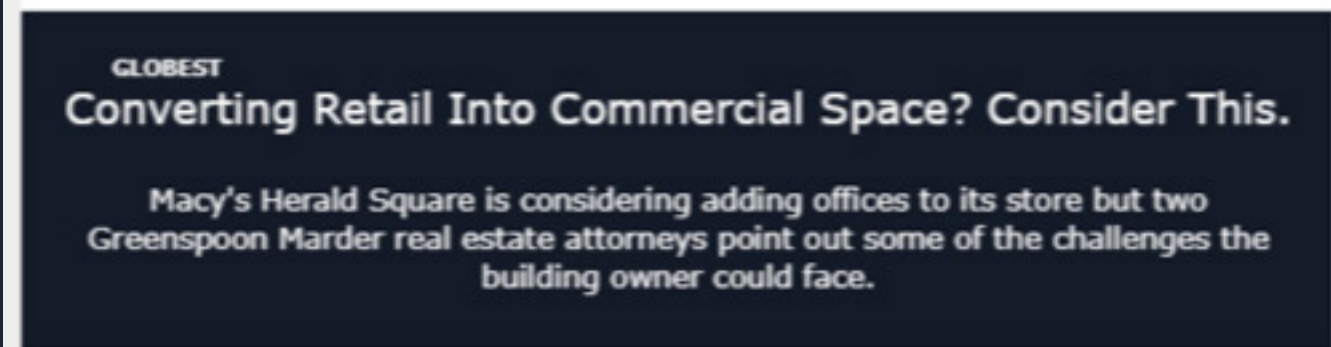 GLOBEST
Converting Retail Into Commercial Space? Consider This.
Macy's Herald Square is considering adding offices to its store but two
Greenspoon Marder real estate attorneys point out some of the challenges the
building owner could face.